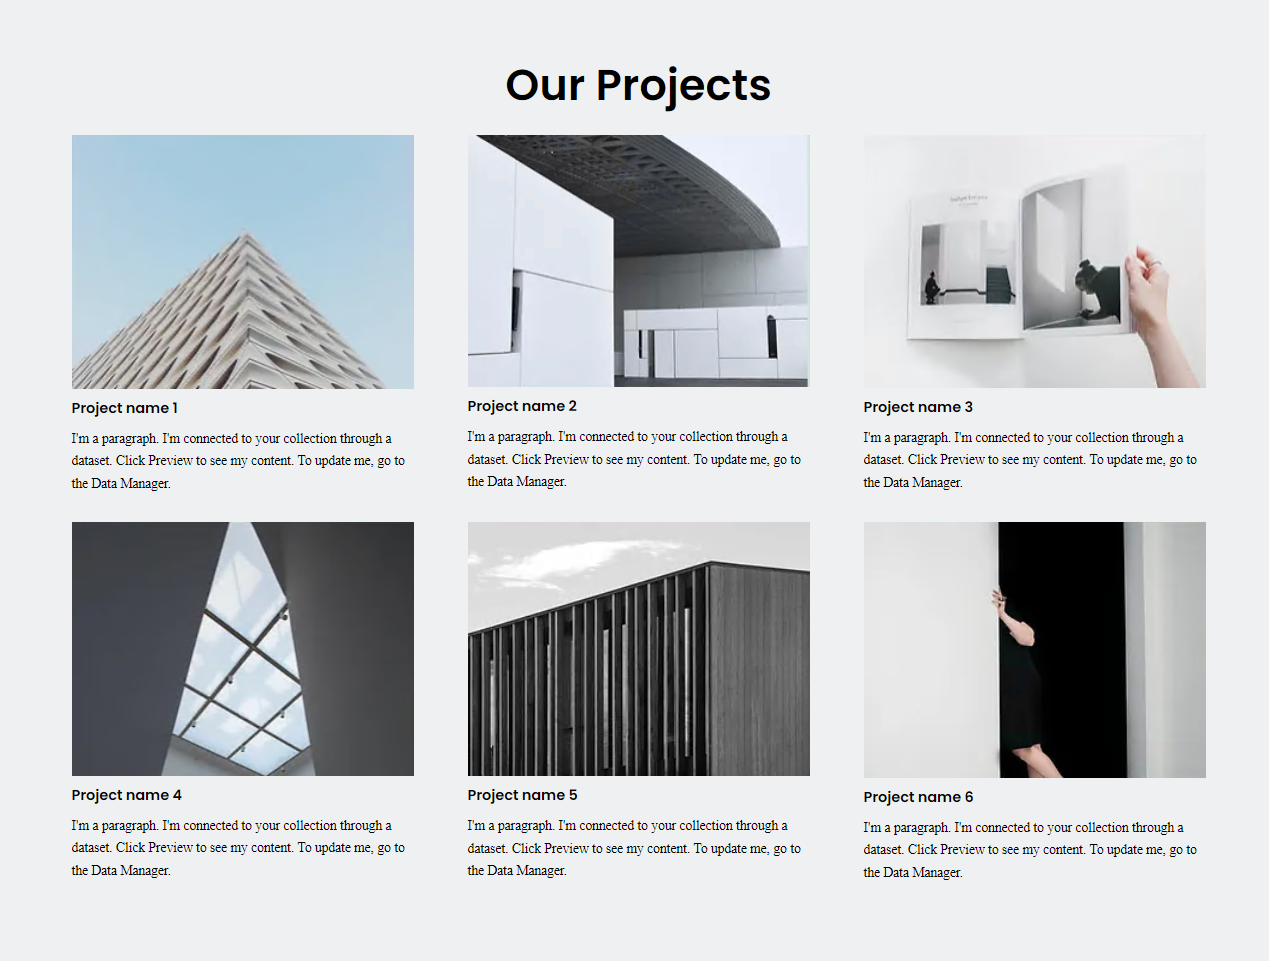 Our Projects
Project name 1
I'm a paragraph. I'm connected to your collection through a
dataset. Click Preview to see my content. To update me, go to
the Data Manager.
Project name 2
I'm a paragraph. I'm connected to your collection through a
dataset. Click Preview to see my content. To update me, go to
the Data Manager.
Project name 3
I'm a paragraph. I'm connected to your collection through a
dataset. Click Preview to see my content. To update me, go to
the Data Manager.
Project name 4
I'm a paragraph. I'm connected to your collection through a
dataset. Click Preview to see my content. To update me, go to
the Data Manager.
Project name 5
I'm a paragraph. I'm connected to your collection through a
dataset. Click Preview to see my content. To update me, go to
the Data Manager.
Project name 6
I'm a paragraph. I'm connected to your collection through a
dataset. Click Preview to see my content. To update me, go to
the Data Manager.